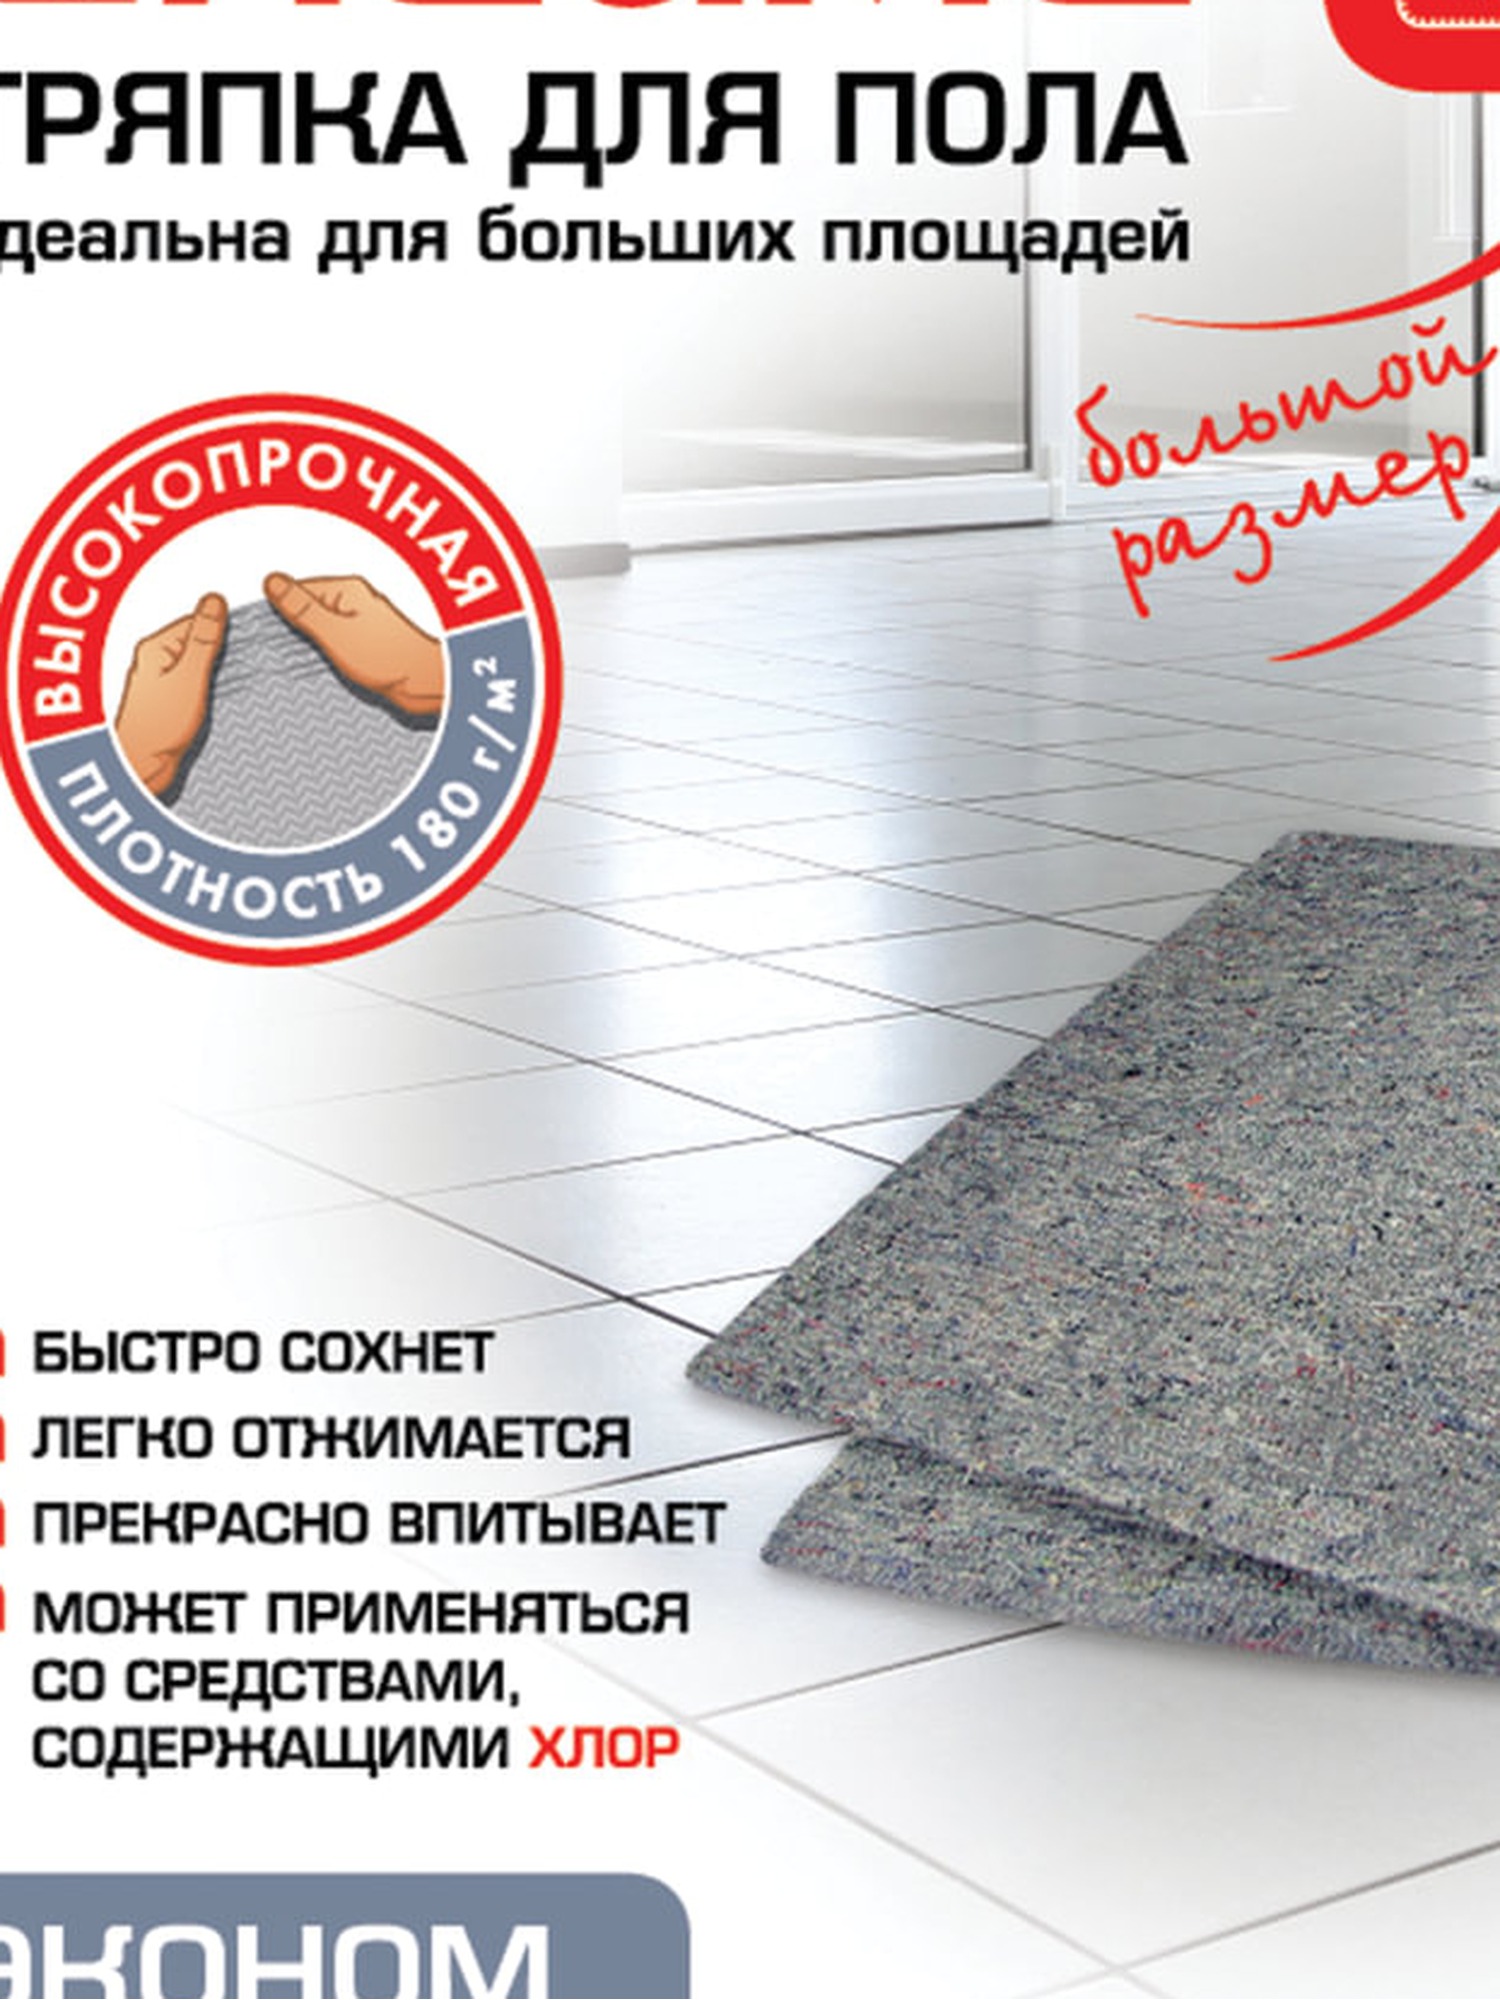 ТРЯПКА ДЛЯ ПОЛА
деальна для больших площадей
большой
размер
ВЫСОКОПРОЧНАЯ
ПЛОТНОСТЬ 180 г/м²
БЫСТРО СОХНЕТ
ЛЕГКО ОТЖИМАЕТСЯ
ПРЕКРАСНО ВПИТЫВАЕТ
МОЖЕТ ПРИМЕНЯТЬСЯ
СО СРЕДСТВАМИ,
СОДЕРЖАЩИМИ ХЛОР
ЭКОНОМ